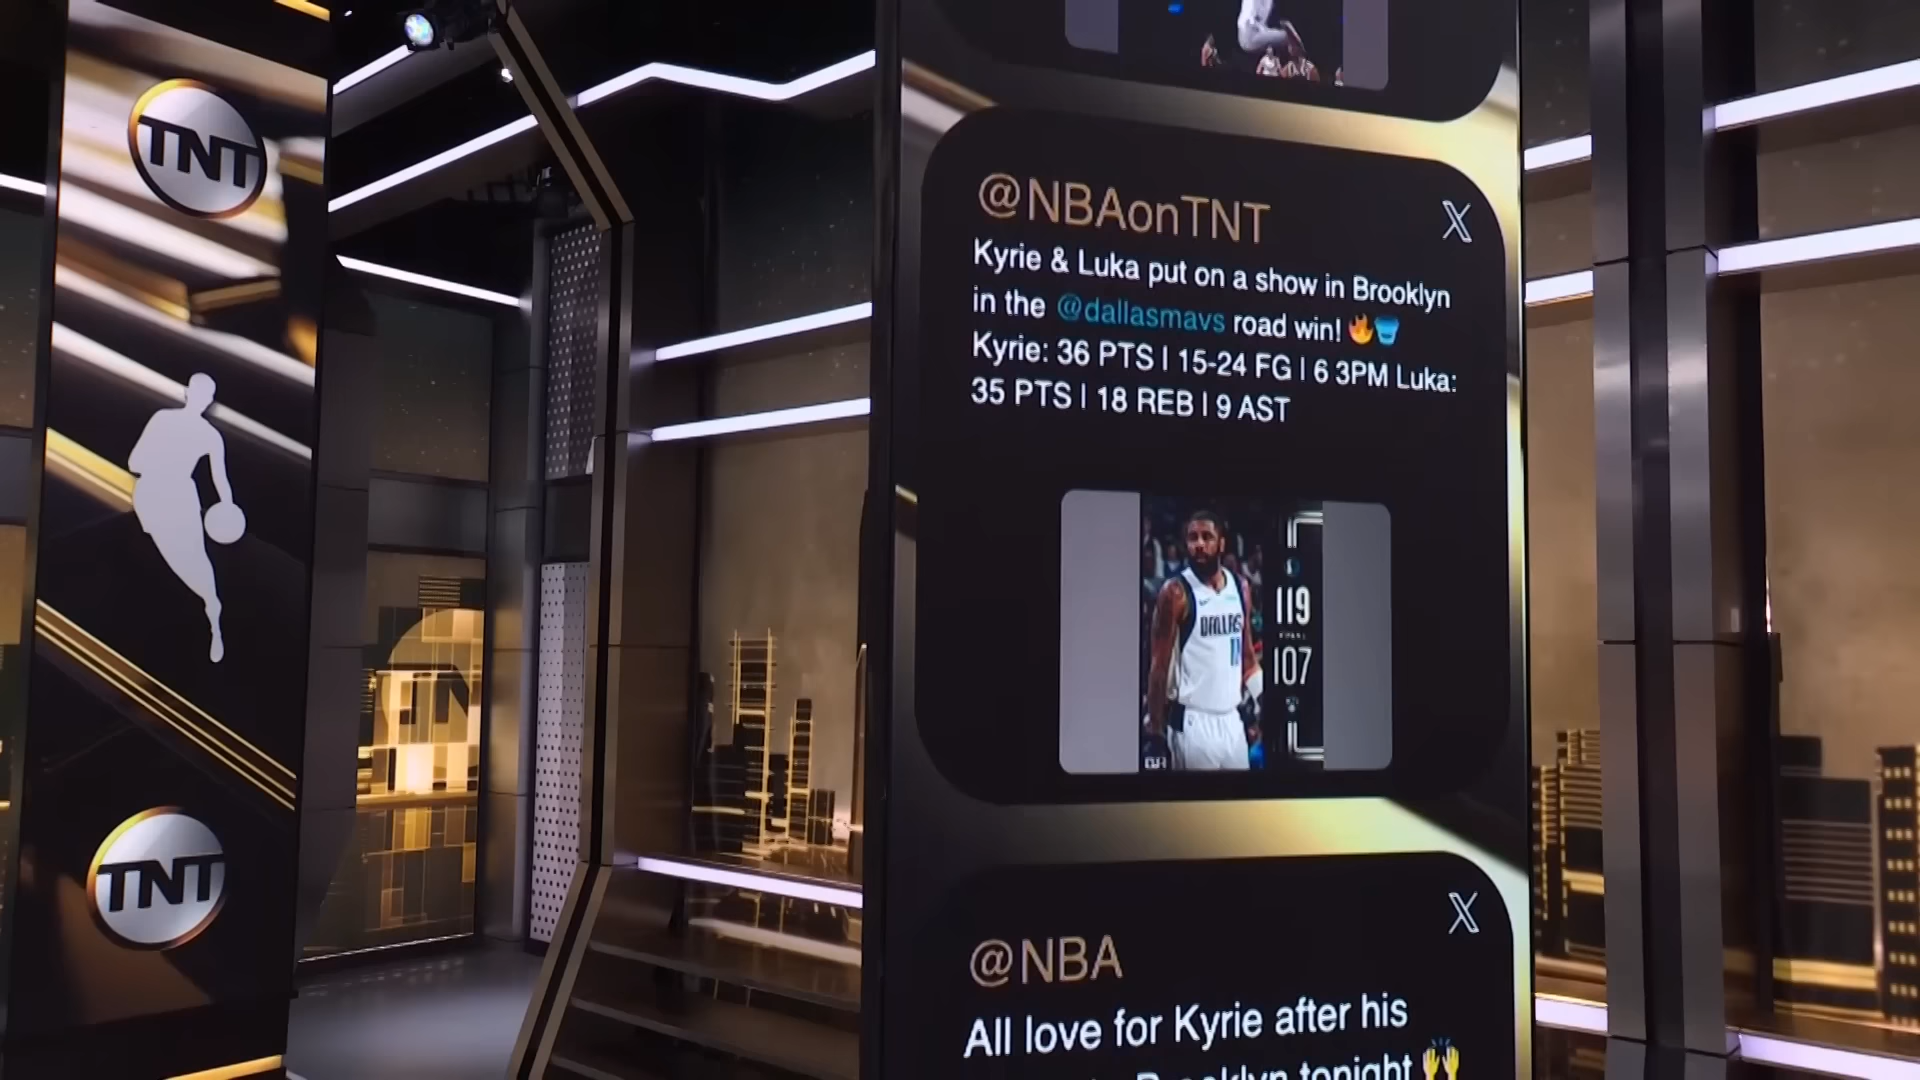 TNT
TNT
@NBAonTNT
Kyrie & Luka put on a show in Brooklyn
in the @dallasmavs road win! 🔥🪣
Kyrie: 36 PTS | 15-24 FG | 6 3PM Luka:
35 PTS | 18 REB | 9 AST
DALLAS
119
107
@NBA
All love for Kyrie after his
Brooklyn tonight 🙌